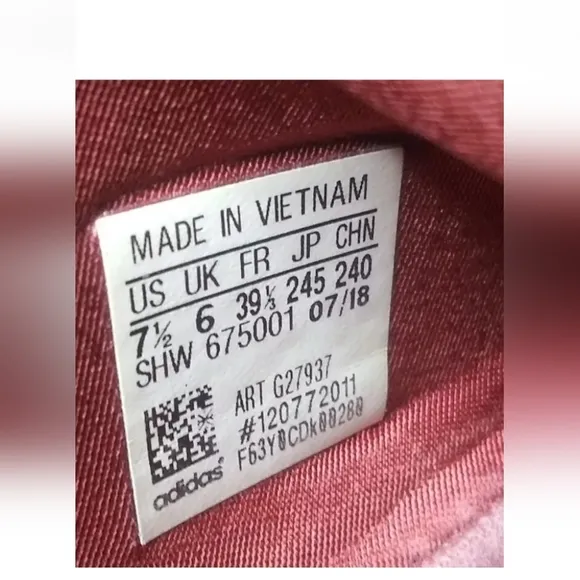 MADE IN VIETNAM
US UK FR JP CHN
7½ 6 39⅓ 245 240
SHW 675001 07/18
ART G27937
#120772011
F63Y0CDk00280
adidas